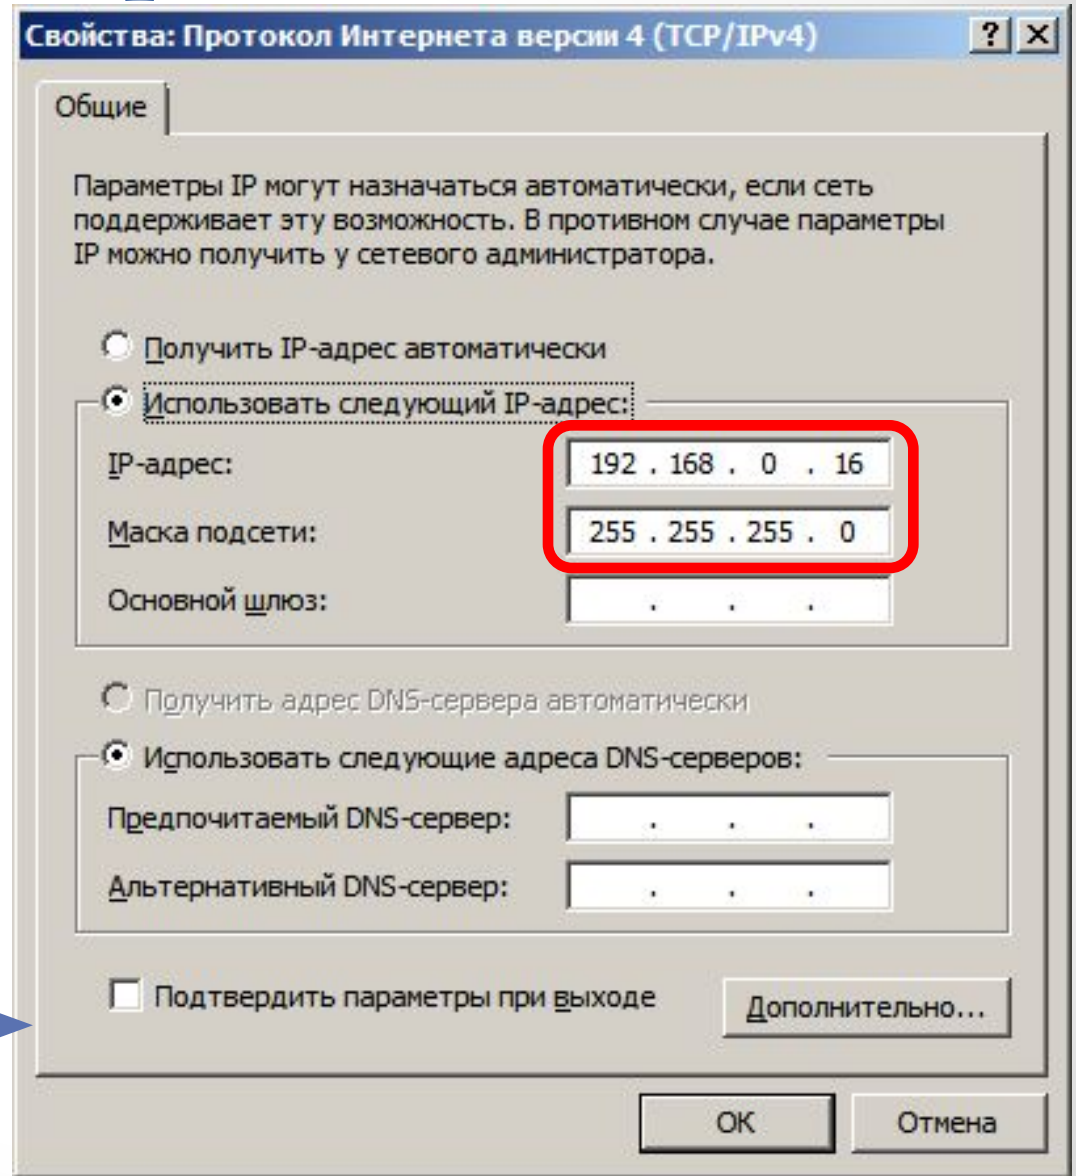 Свойства: Протокол Интернета версии 4 (TCP/IPv4)
Общие
Параметры IP могут назначаться автоматически, если сеть
поддерживает эту возможность. В противном случае параметры
IP можно получить у сетевого администратора.
Получить IP-адрес автоматически
Использовать следующий IP-адрес:
IP-адрес: 192 . 168 . 0 . 16
Маска подсети: 255 . 255 . 255 . 0
Основной шлюз: . . .
Получить адрес DNS-сервера автоматически
Использовать следующие адреса DNS-серверов:
Предпочитаемый DNS-сервер: . . .
Альтернативный DNS-сервер: . . .
Подтвердить параметры при выходе
Дополнительно...
ОК Отмена